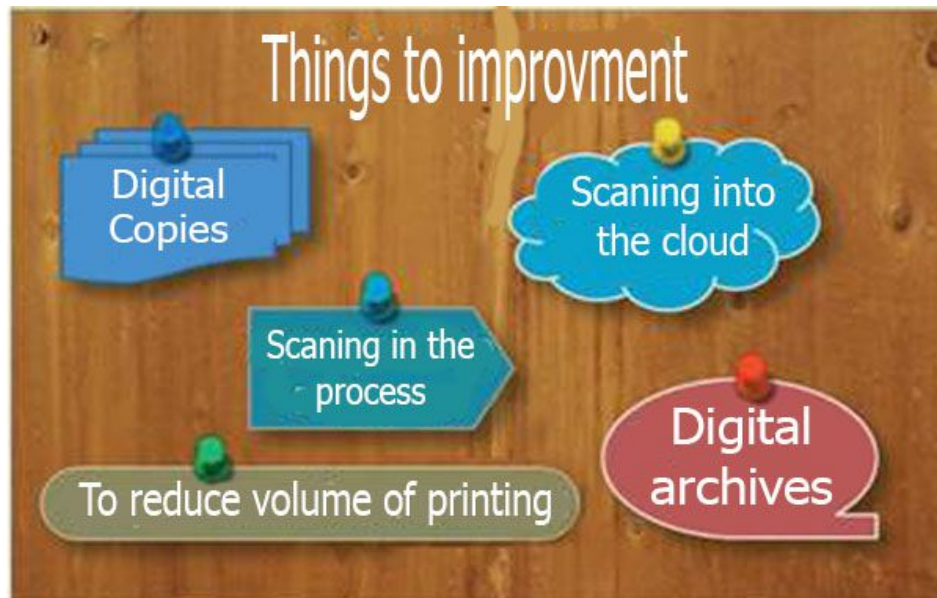 Things to improvment
Digital
Copies
Scaning into
the cloud
Scaning in the
process
Digital
archives
To reduce volume of printing